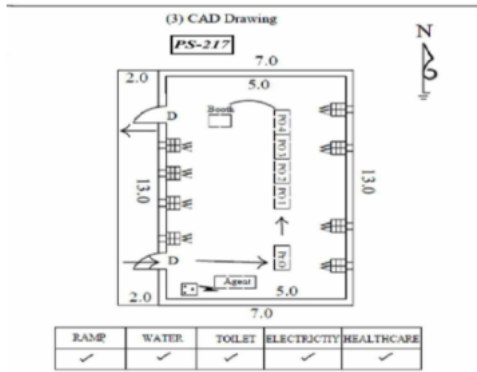 (3) CAD Drawing
PS-217
N
7.0
2.0
5.0
D
Booth
PO4
PO3
PO2
PO1
W
W
W
W
W
W
W
W
13.0
13.0
D
PrO
Agent
2.0
5.0
7.0
RAMP WATER TOILET ELECTRICITY HEALTHCARE
✓ ✓ ✓ ✓ ✓